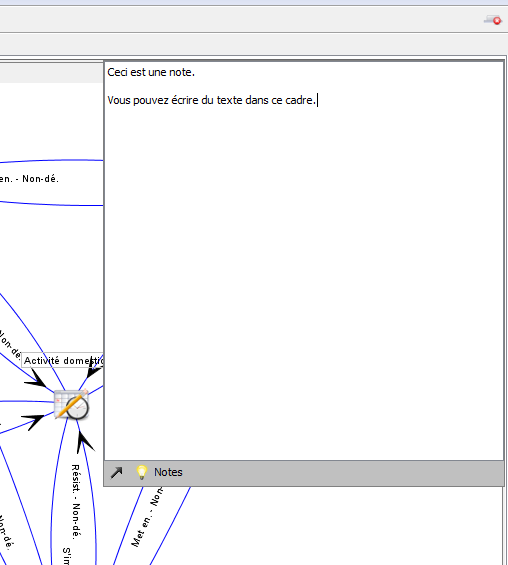 Ceci est une note.
Vous pouvez écrire du texte dans ce cadre.
en. - Non-dé.
Non-dé.
Activité domestic
Résist. - Non-dé.
Met en. - Non-
Non-dé.
S'im
Notes